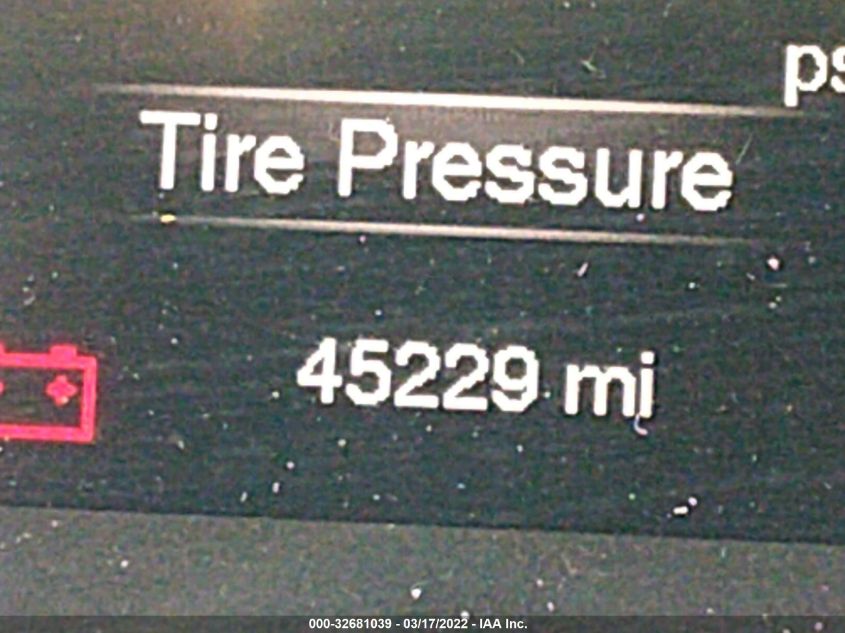 ps
Tire Pressure
45229 mi
000-32681039 - 03/17/2022 - IAA Inc.